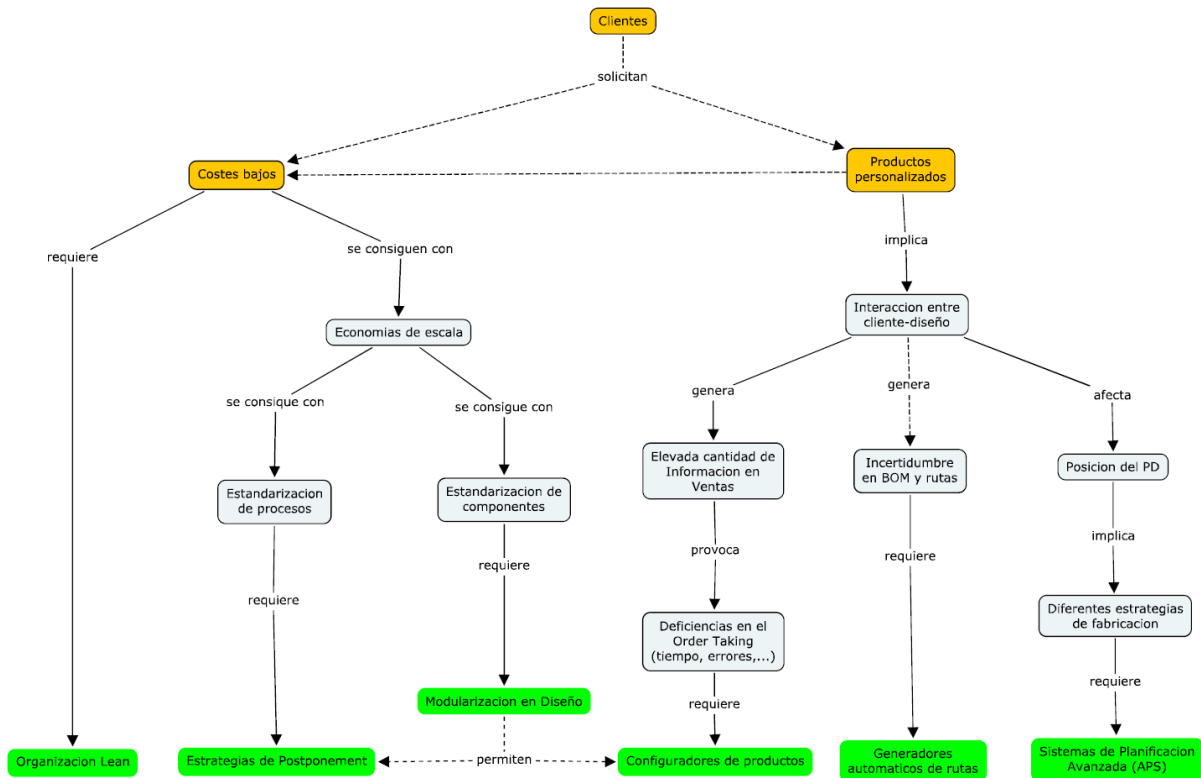 Clientes
solicitan
Costes bajos
Productos
personalizados
requiere
se consiguen con
implica
Economias de escala
Interaccion entre
cliente-diseño
se consique con
se consigue con
genera
genera
afecta
Estandarizacion
de procesos
Estandarizacion de
componentes
Elevada cantidad de
Informacion en
Ventas
Incertidumbre
en BOM y rutas
Posicion del PD
requiere
requiere
provoca
requiere
implica
Deficiencias en el
Order Taking
(tiempo, errores,...)
Diferentes estrategias
de fabricacion
Modularizacion en Diseño
requiere
requiere
permiten
Organizacion Lean
Estrategias de Postponement
Configuradores de productos
Generadores
automaticos de rutas
Sistemas de Planificacion
Avanzada (APS)